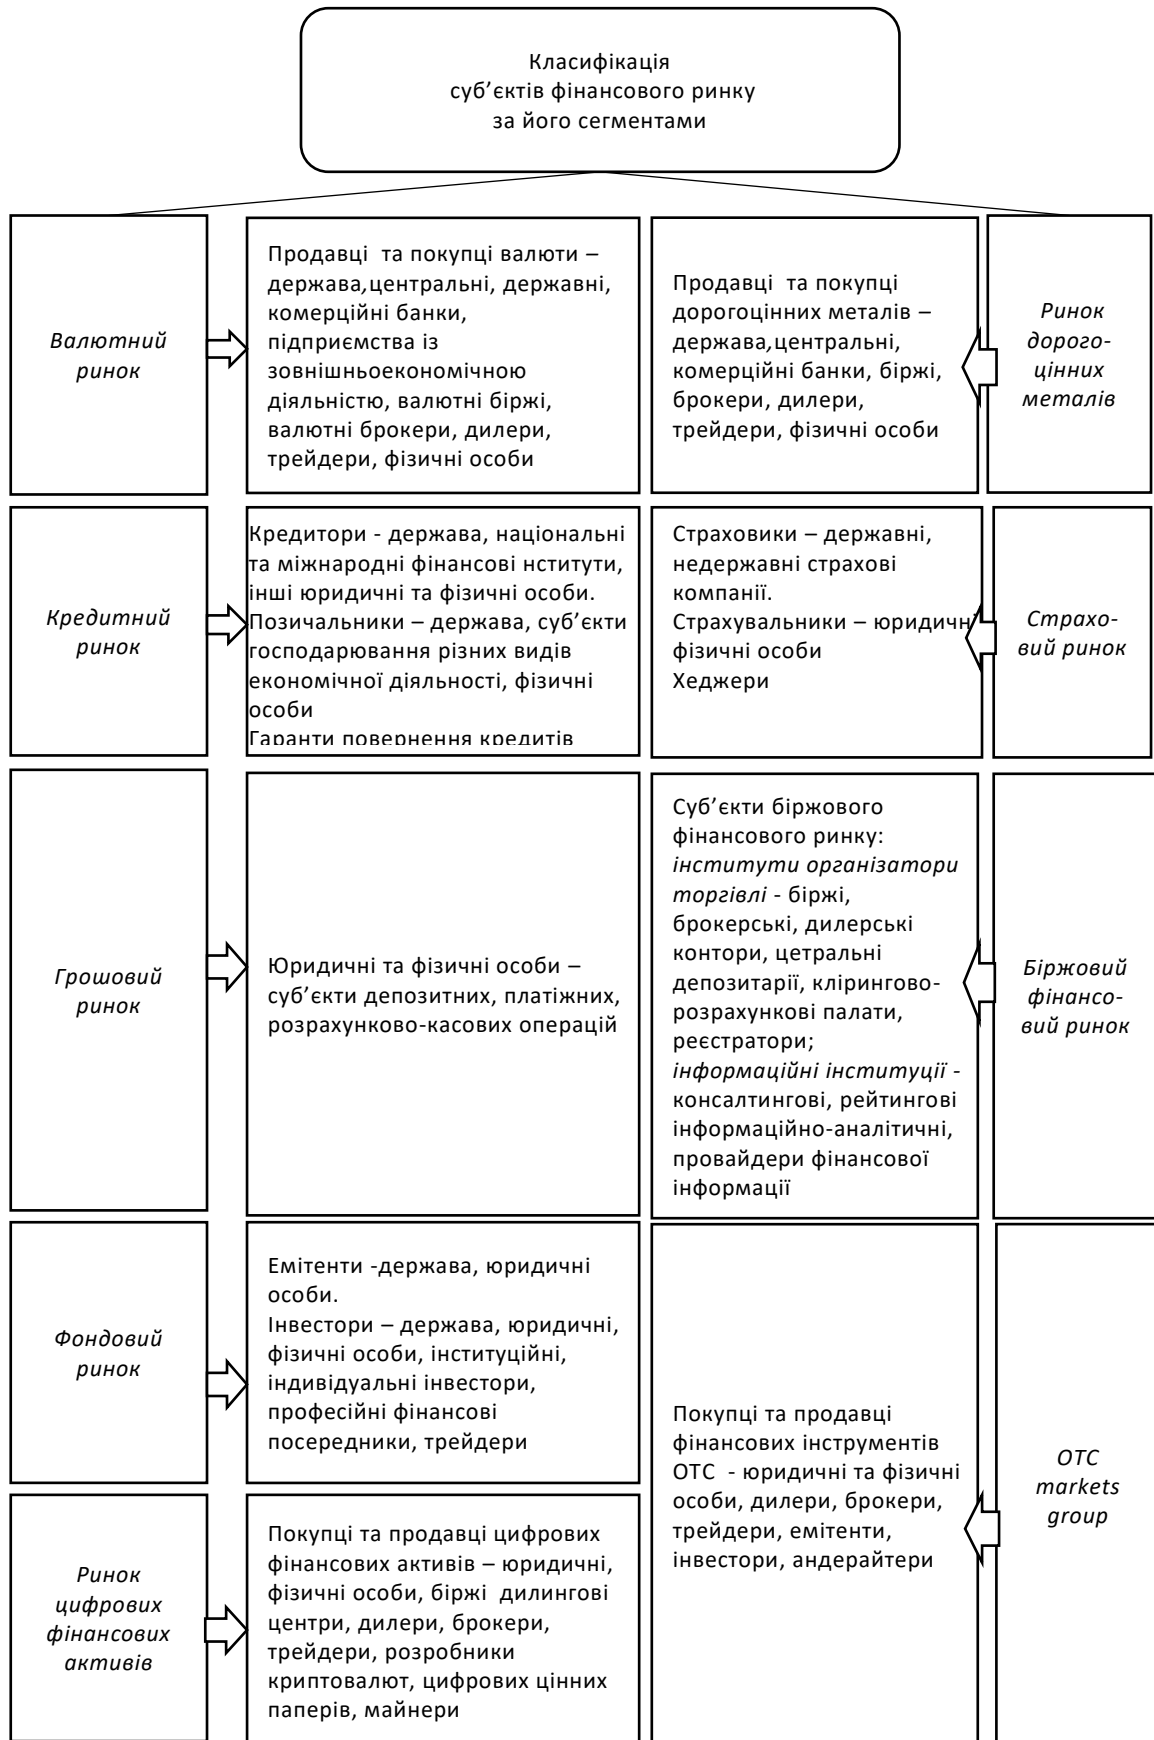 Класифікація
суб’єктів фінансового ринку
за його сегментами
Валютний
ринок
Продавці та покупці валюти –
держава,центральні, державні,
комерційні банки,
підприємства із
зовнішньоекономічною
діяльністю, валютні біржі,
валютні брокери, дилери,
трейдери, фізичні особи
Продавці та покупці
дорогоцінних металів –
держава,центральні,
комерційні банки, біржі,
брокери, дилери,
трейдери, фізичні особи
Ринок
дорого-
цінних
металів
Кредитний
ринок
Кредитори - держава, національні
та міжнародні фінансові нститути,
інші юридичні та фізичні особи.
Позичальники – держава, суб’єкти
господарювання різних видів
економічної діяльності, фізичні
особи
Гаранти повернення кредитів
Страховики – державні,
недержавні страхові
компанії.
Страхувальники – юридичні
фізичні особи
Хеджери
Страхо-
вий ринок
Грошовий
ринок
Юридичні та фізичні особи –
суб’єкти депозитних, платіжних,
розрахунково-касових операцій
Суб’єкти біржового
фінансового ринку:
інститути організатори
торгівлі - біржі,
брокерські, дилерські
контори, цетральні
депозитарії, клірингово-
розрахункові палати,
реєстратори;
інформаційні інституції -
консалтингові, рейтингові
інформаційно-аналітичні,
провайдери фінансової
інформації
Біржовий
фінансо-
вий ринок
Фондовий
ринок
Емітенти -держава, юридичні
особи.
Інвестори – держава, юридичні,
фізичні особи, інституційні,
індивідуальні інвестори,
професійні фінансові
посередники, трейдери
Покупці та продавці
фінансових інструментів
ОТС - юридичні та фізичні
особи, дилери, брокери,
трейдери, емітенти,
інвестори, андерайтери
OTC
markets
group
Ринок
цифрових
фінансових
активів
Покупці та продавці цифрових
фінансових активів – юридичні,
фізичні особи, біржі дилингові
центри, дилери, брокери,
трейдери, розробники
криптовалют, цифрових цінних
паперів, майнери